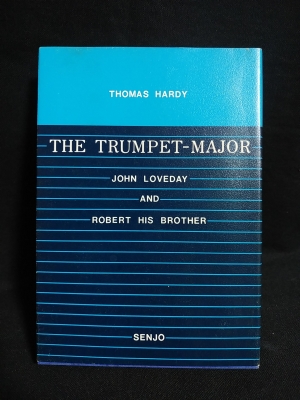 THOMAS HARDY
THE TRUMPET-MAJOR
JOHN LOVEDAY
AND
ROBERT HIS BROTHER
SENJO